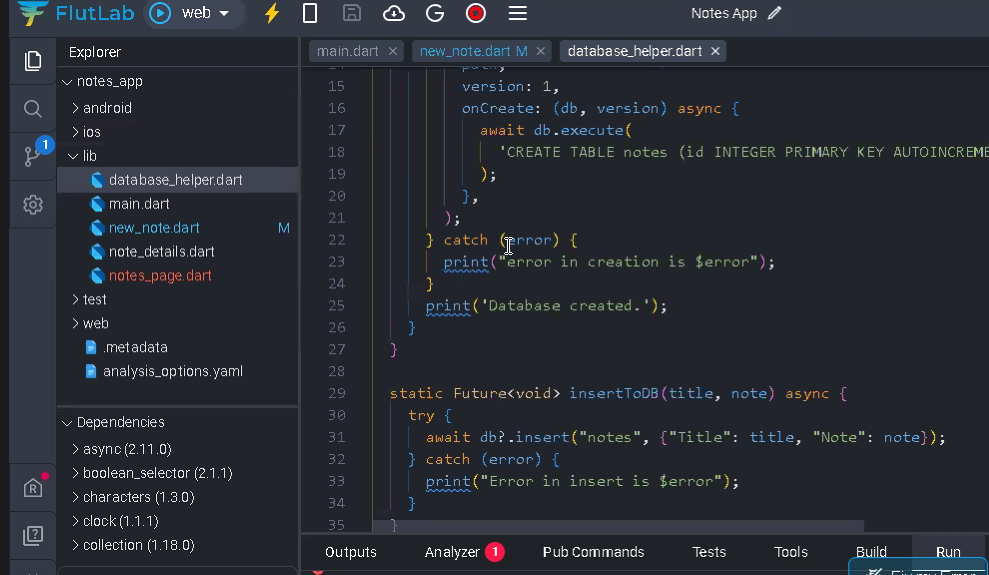 FlutLab
web
Notes App
Explorer
notes_app
android
ios
lib
database_helper.dart
main.dart
new_note.dart M
note_details.dart
notes_page.dart
test
web
.metadata
analysis_options.yaml
Dependencies
async (2.11.0)
boolean_selector (2.1.1)
characters (1.3.0)
clock (1.1.1)
collection (1.18.0)
1
main.dart
new_note.dart M
database_helper.dart
15 version: 1,
16 onCreate: (db, version) async {
17 await db.execute(
18 'CREATE TABLE notes (id INTEGER PRIMARY KEY AUTOINCREME
19 );
20 },
21 );
22 } catch (error) {
23 print("error in creation is $error");
24 }
25 print('Database created.');
26 }
27 }
28
29 static Future<void> insertToDB(title, note) async {
30 try {
31 await db?.insert("notes", {"Title": title, "Note": note});
32 } catch (error) {
33 print("Error in insert is $error");
34 }
35 }
Outputs
Analyzer 1
Pub Commands
Tests
Tools
Build
Run